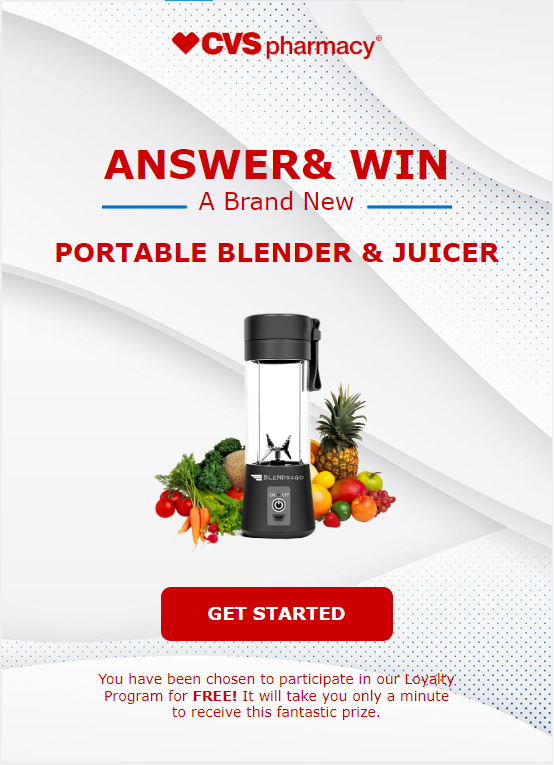 CVS pharmacy®
ANSWER& WIN
A Brand New
PORTABLE BLENDER & JUICER
BLENDS2GO
ON OFF
GET STARTED
You have been chosen to participate in our Loyalty
Program for FREE! It will take you only a minute
to receive this fantastic prize.